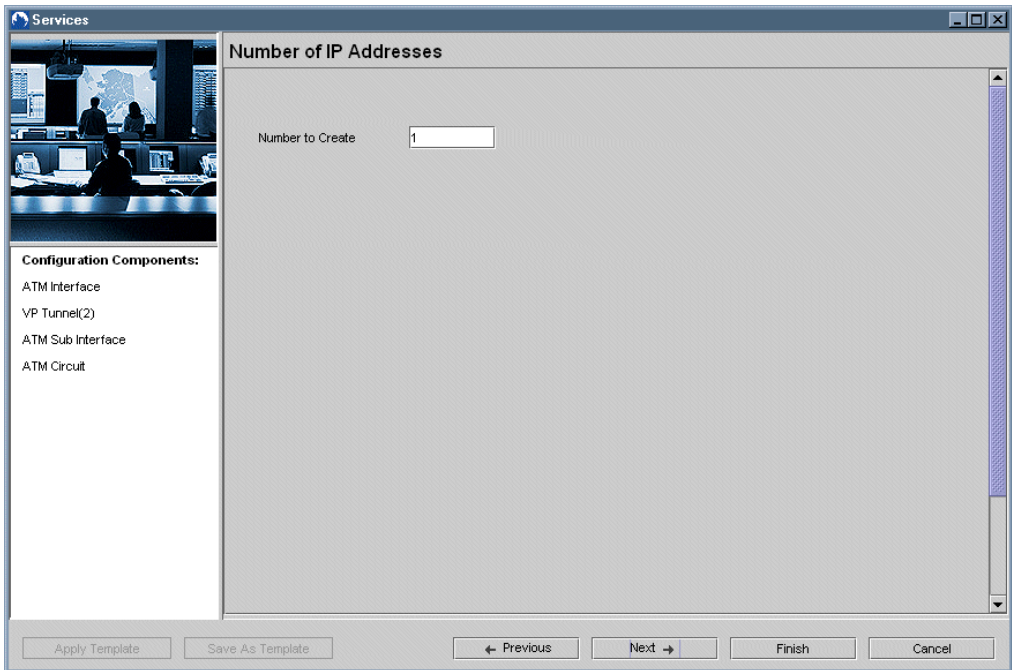 Services
Number of IP Addresses
Number to Create 1
Configuration Components:
ATM Interface
VP Tunnel(2)
ATM Sub Interface
ATM Circuit
Apply Template Save As Template Previous Next Finish Cancel